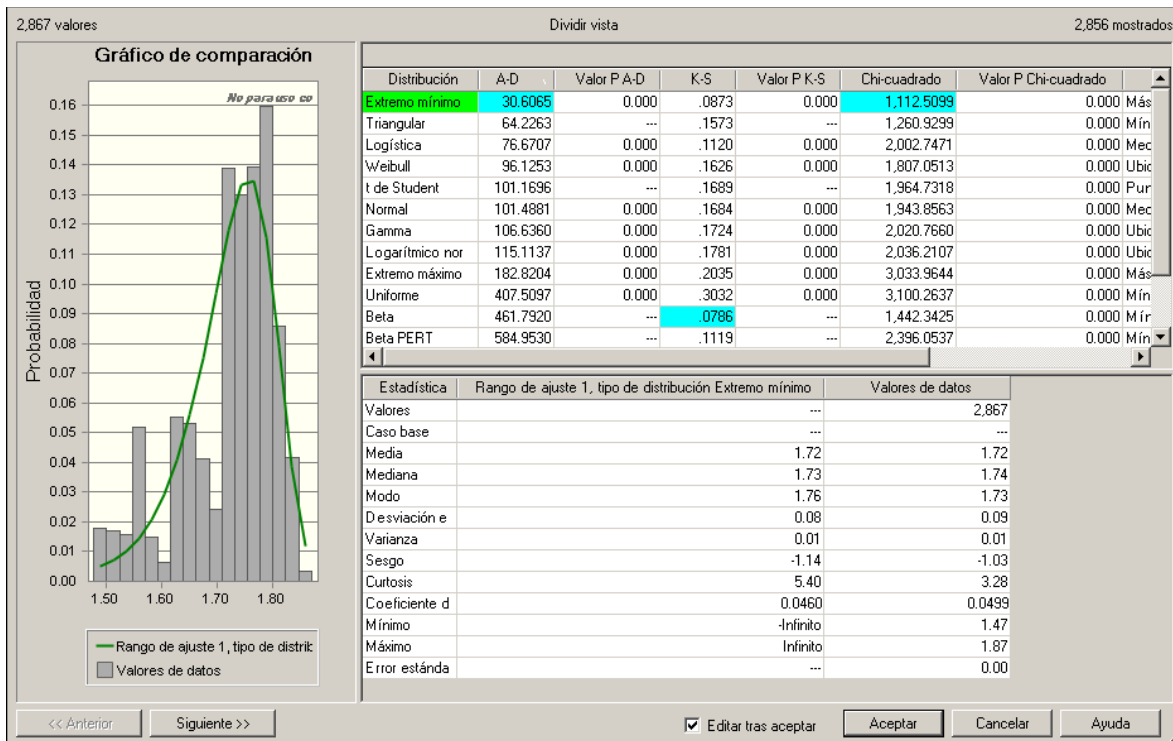 2,867 valores Dividir vista 2,856 mostrados
Gráfico de comparación
No para uso co
Probabilidad
0.16
0.15
0.14
0.13
0.12
0.11
0.10
0.09
0.08
0.07
0.06
0.05
0.04
0.03
0.02
0.01
0.00
1.50 1.60 1.70 1.80
Rango de ajuste 1, tipo de distrib
Valores de datos
Distribución A-D Valor P A-D K-S Valor P K-S Chi-cuadrado Valor P Chi-cuadrado
Extremo mínimo 30.6065 0.000 .0873 0.000 1,112.5099 0.000 Más
Triangular 64.2263 --- .1573 --- 1,260.9299 0.000 Mín
Logística 76.6707 0.000 .1120 0.000 2,002.7471 0.000 Med
Weibull 96.1253 0.000 .1626 0.000 1,807.0513 0.000 Ubic
t de Student 101.1696 --- .1689 --- 1,964.7318 0.000 Pun
Normal 101.4881 0.000 .1684 0.000 1,943.8563 0.000 Med
Gamma 106.6360 0.000 .1724 0.000 2,020.7660 0.000 Ubic
Logarítmico nor 115.1137 0.000 .1781 0.000 2,036.2107 0.000 Ubic
Extremo máximo 182.8204 0.000 .2035 0.000 3,033.9644 0.000 Más
Uniforme 407.5097 0.000 .3032 0.000 3,100.2637 0.000 Mín
Beta 461.7920 --- .0786 --- 1,442.3425 0.000 Mín
Beta PERT 584.9530 --- .1119 --- 2,396.0537 0.000 Mín
Estadística Rango de ajuste 1, tipo de distribución Extremo mínimo Valores de datos
Valores --- 2,867
Caso base --- ---
Media 1.72 1.72
Mediana 1.73 1.74
Modo 1.76 1.73
Desviación e 0.08 0.09
Varianza 0.01 0.01
Sesgo -1.14 -1.03
Curtosis 5.40 3.28
Coeficiente d 0.0460 0.0499
Mínimo -Infinito 1.47
Máximo Infinito 1.87
Error estánda --- 0.00
<< Anterior Siguiente >> Editar tras aceptar Aceptar Cancelar Ayuda